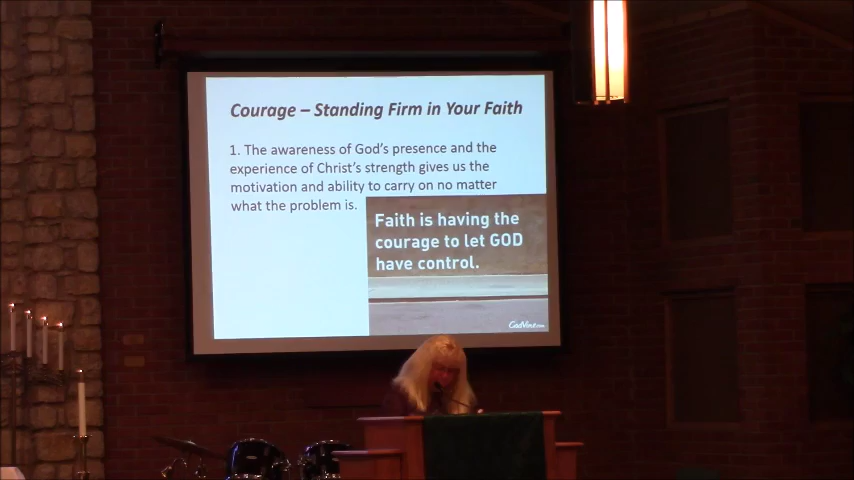 Courage – Standing Firm in Your Faith
1. The awareness of God's presence and the
experience of Christ's strength gives us the
motivation and ability to carry on no matter
what the problem is.
Faith is having the
courage to let GOD
have control.